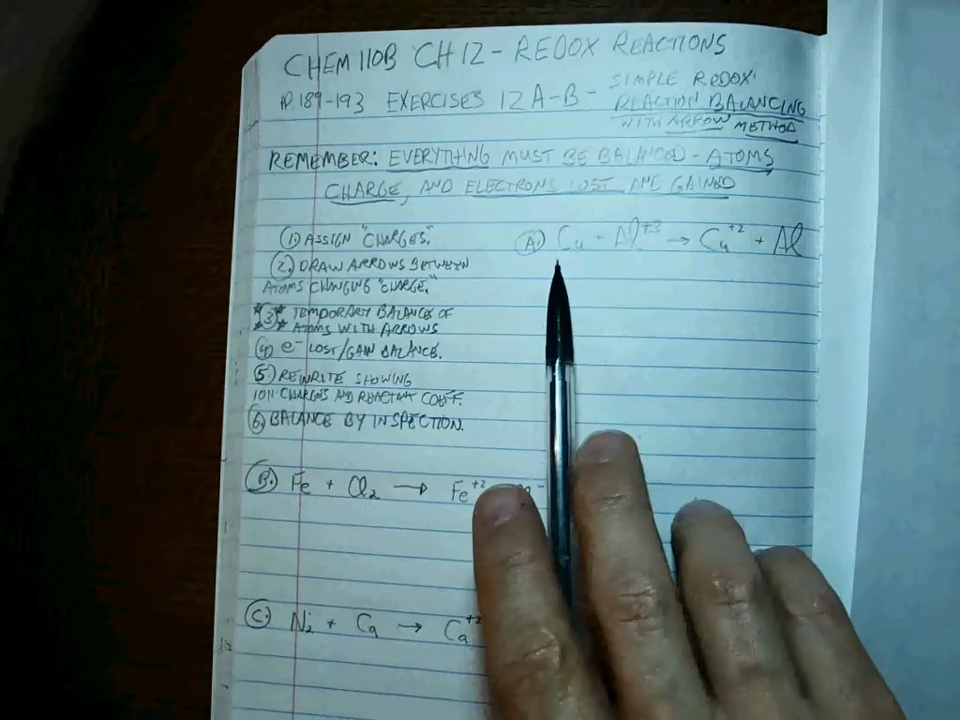 CHEM 110B CH 12 - REDOX REACTIONS
PP. 189-193 EXERCISES 12 A-B - SIMPLE REDOX
REACTION BALANCING
WITH ARROW METHOD
REMEMBER: EVERYTHING MUST BE BALANCED - ATOMS
CHARGE, AND ELECTRONS LOST AND GAINED
① ASSIGN "CHARGES."
② DRAW ARROWS BETWEEN
ATOMS CHANGING "CHARGE."
③ TEMPORARY BALANCE OF
ATOMS WITH ARROWS
④ e⁻ LOST/GAIN BALANCE.
⑤ REWRITE SHOWING
ION CHARGES AND REACTANT COEFF.
⑥ BALANCE BY INSPECTION.
Ⓐ Cu + Al⁺³ → Cu⁺² + Al
Ⓑ Fe + Cl₂ → Fe⁺²
Ⓒ N₂ + Ca → Ca⁺²